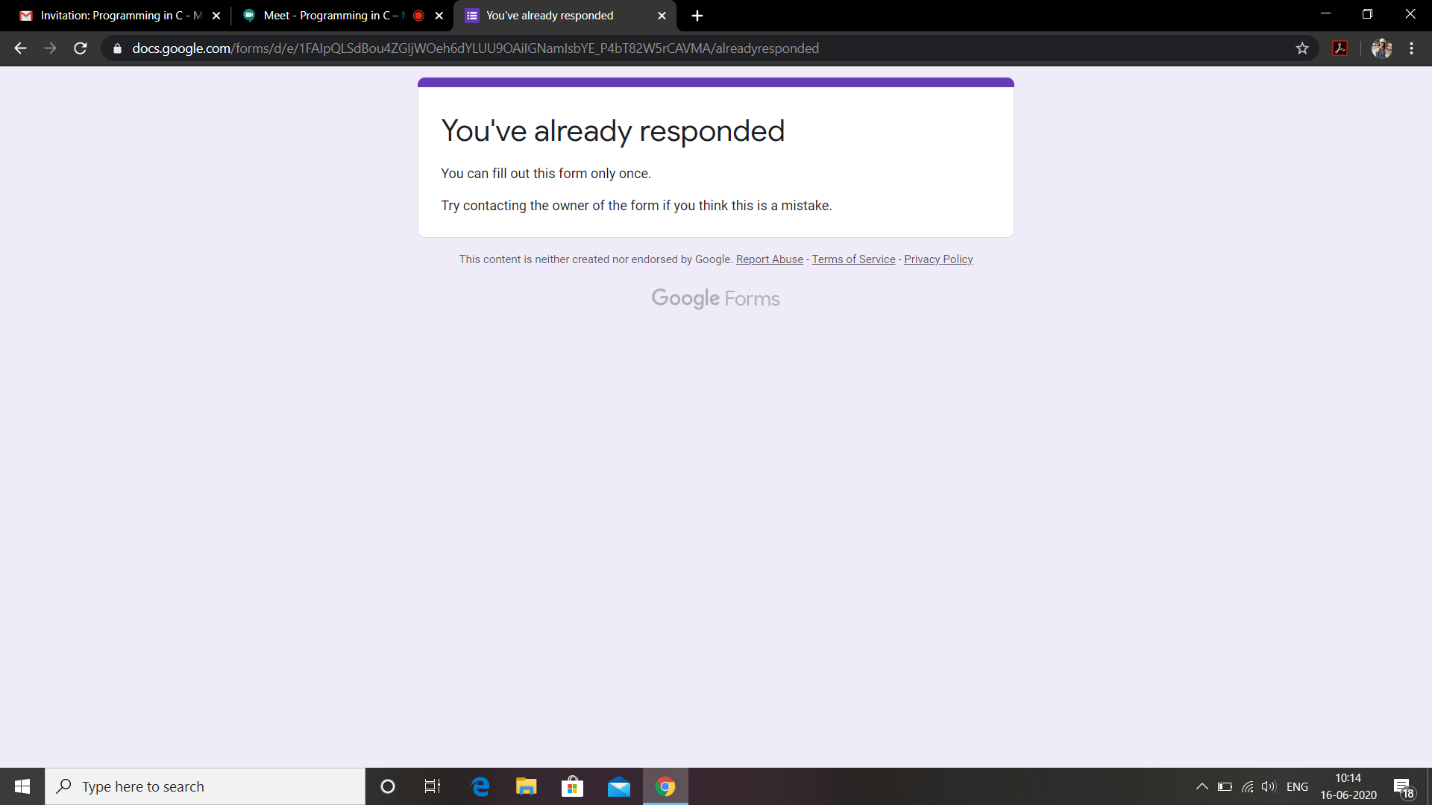 Invitation: Programming in C - M
Meet - Programming in C –
You've already responded
docs.google.com/forms/d/e/1FAIpQLSdBou4ZGIjWOeh6dYLUU9OAiIGNamIsbYE_P4bT82W5rCAVMA/alreadyresponded
You've already responded
You can fill out this form only once.
Try contacting the owner of the form if you think this is a mistake.
This content is neither created nor endorsed by Google. Report Abuse - Terms of Service - Privacy Policy
Google Forms
Type here to search
ENG
10:14
16-06-2020
18